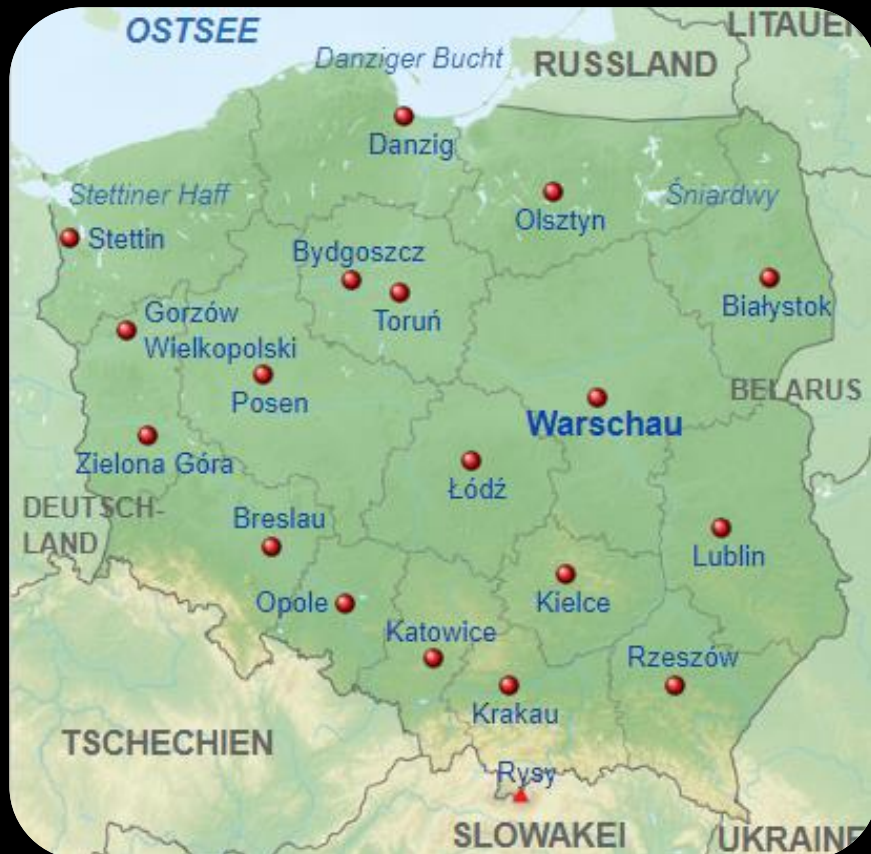 OSTSEE
LITAUEN
Danziger Bucht
RUSSLAND
Danzig
Stettiner Haff
Śniardwy
Olsztyn
Stettin
Bydgoszcz
Toruń
Białystok
Gorzów
Wielkopolski
Posen
BELARUS
Warschau
Zielona Góra
Łódź
DEUTSCH-
LAND
Breslau
Lublin
Opole
Kielce
Katowice
Rzeszów
Krakau
TSCHECHIEN
Rysy
SLOWAKEI
UKRAINE